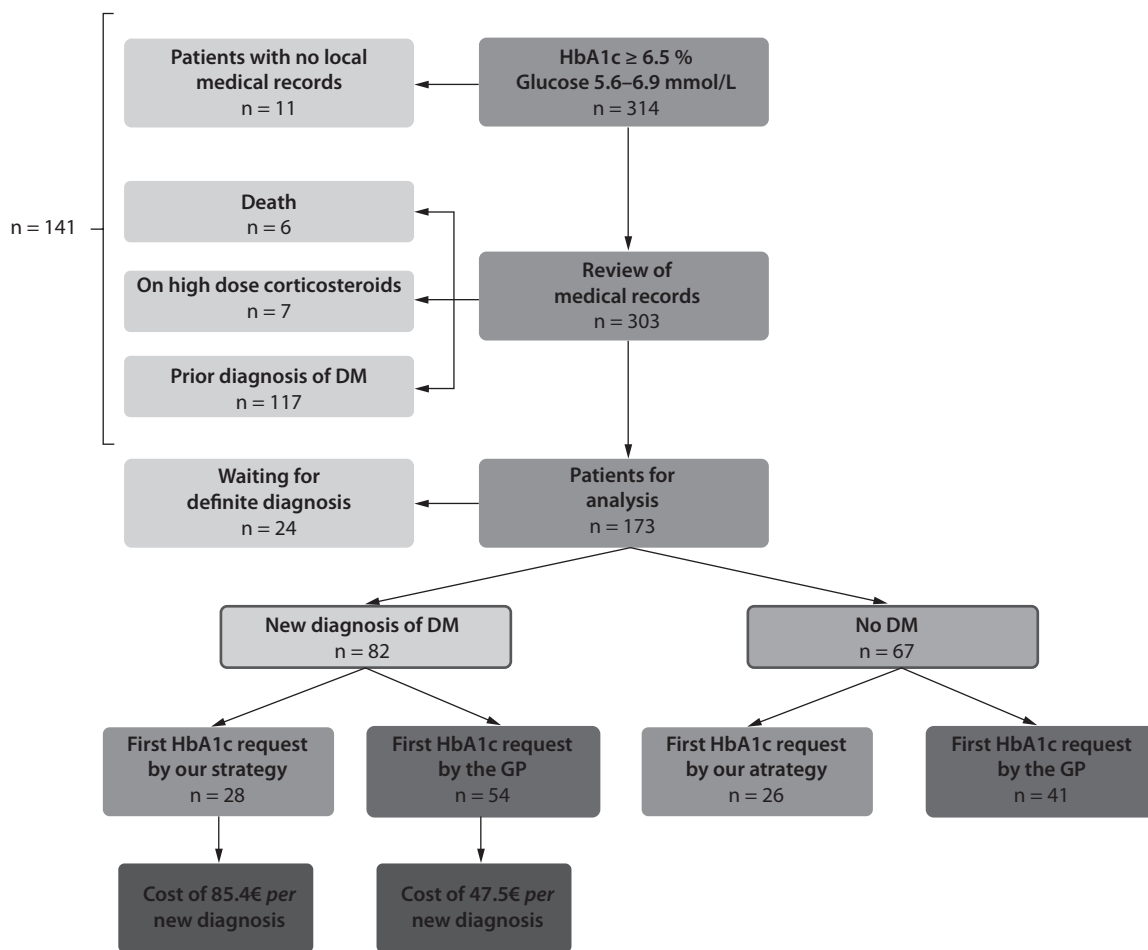 Patients with no local
medical records
n = 11
HbA1c ≥ 6.5 %
Glucose 5.6–6.9 mmol/L
n = 314
n = 141
Death
n = 6
On high dose corticosteroids
n = 7
Prior diagnosis of DM
n = 117
Review of
medical records
n = 303
Waiting for
definite diagnosis
n = 24
Patients for
analysis
n = 173
New diagnosis of DM
n = 82
No DM
n = 67
First HbA1c request
by our strategy
n = 28
First HbA1c request
by the GP
n = 54
First HbA1c request
by our atrategy
n = 26
First HbA1c request
by the GP
n = 41
Cost of 85.4€ per
new diagnosis
Cost of 47.5€ per
new diagnosis